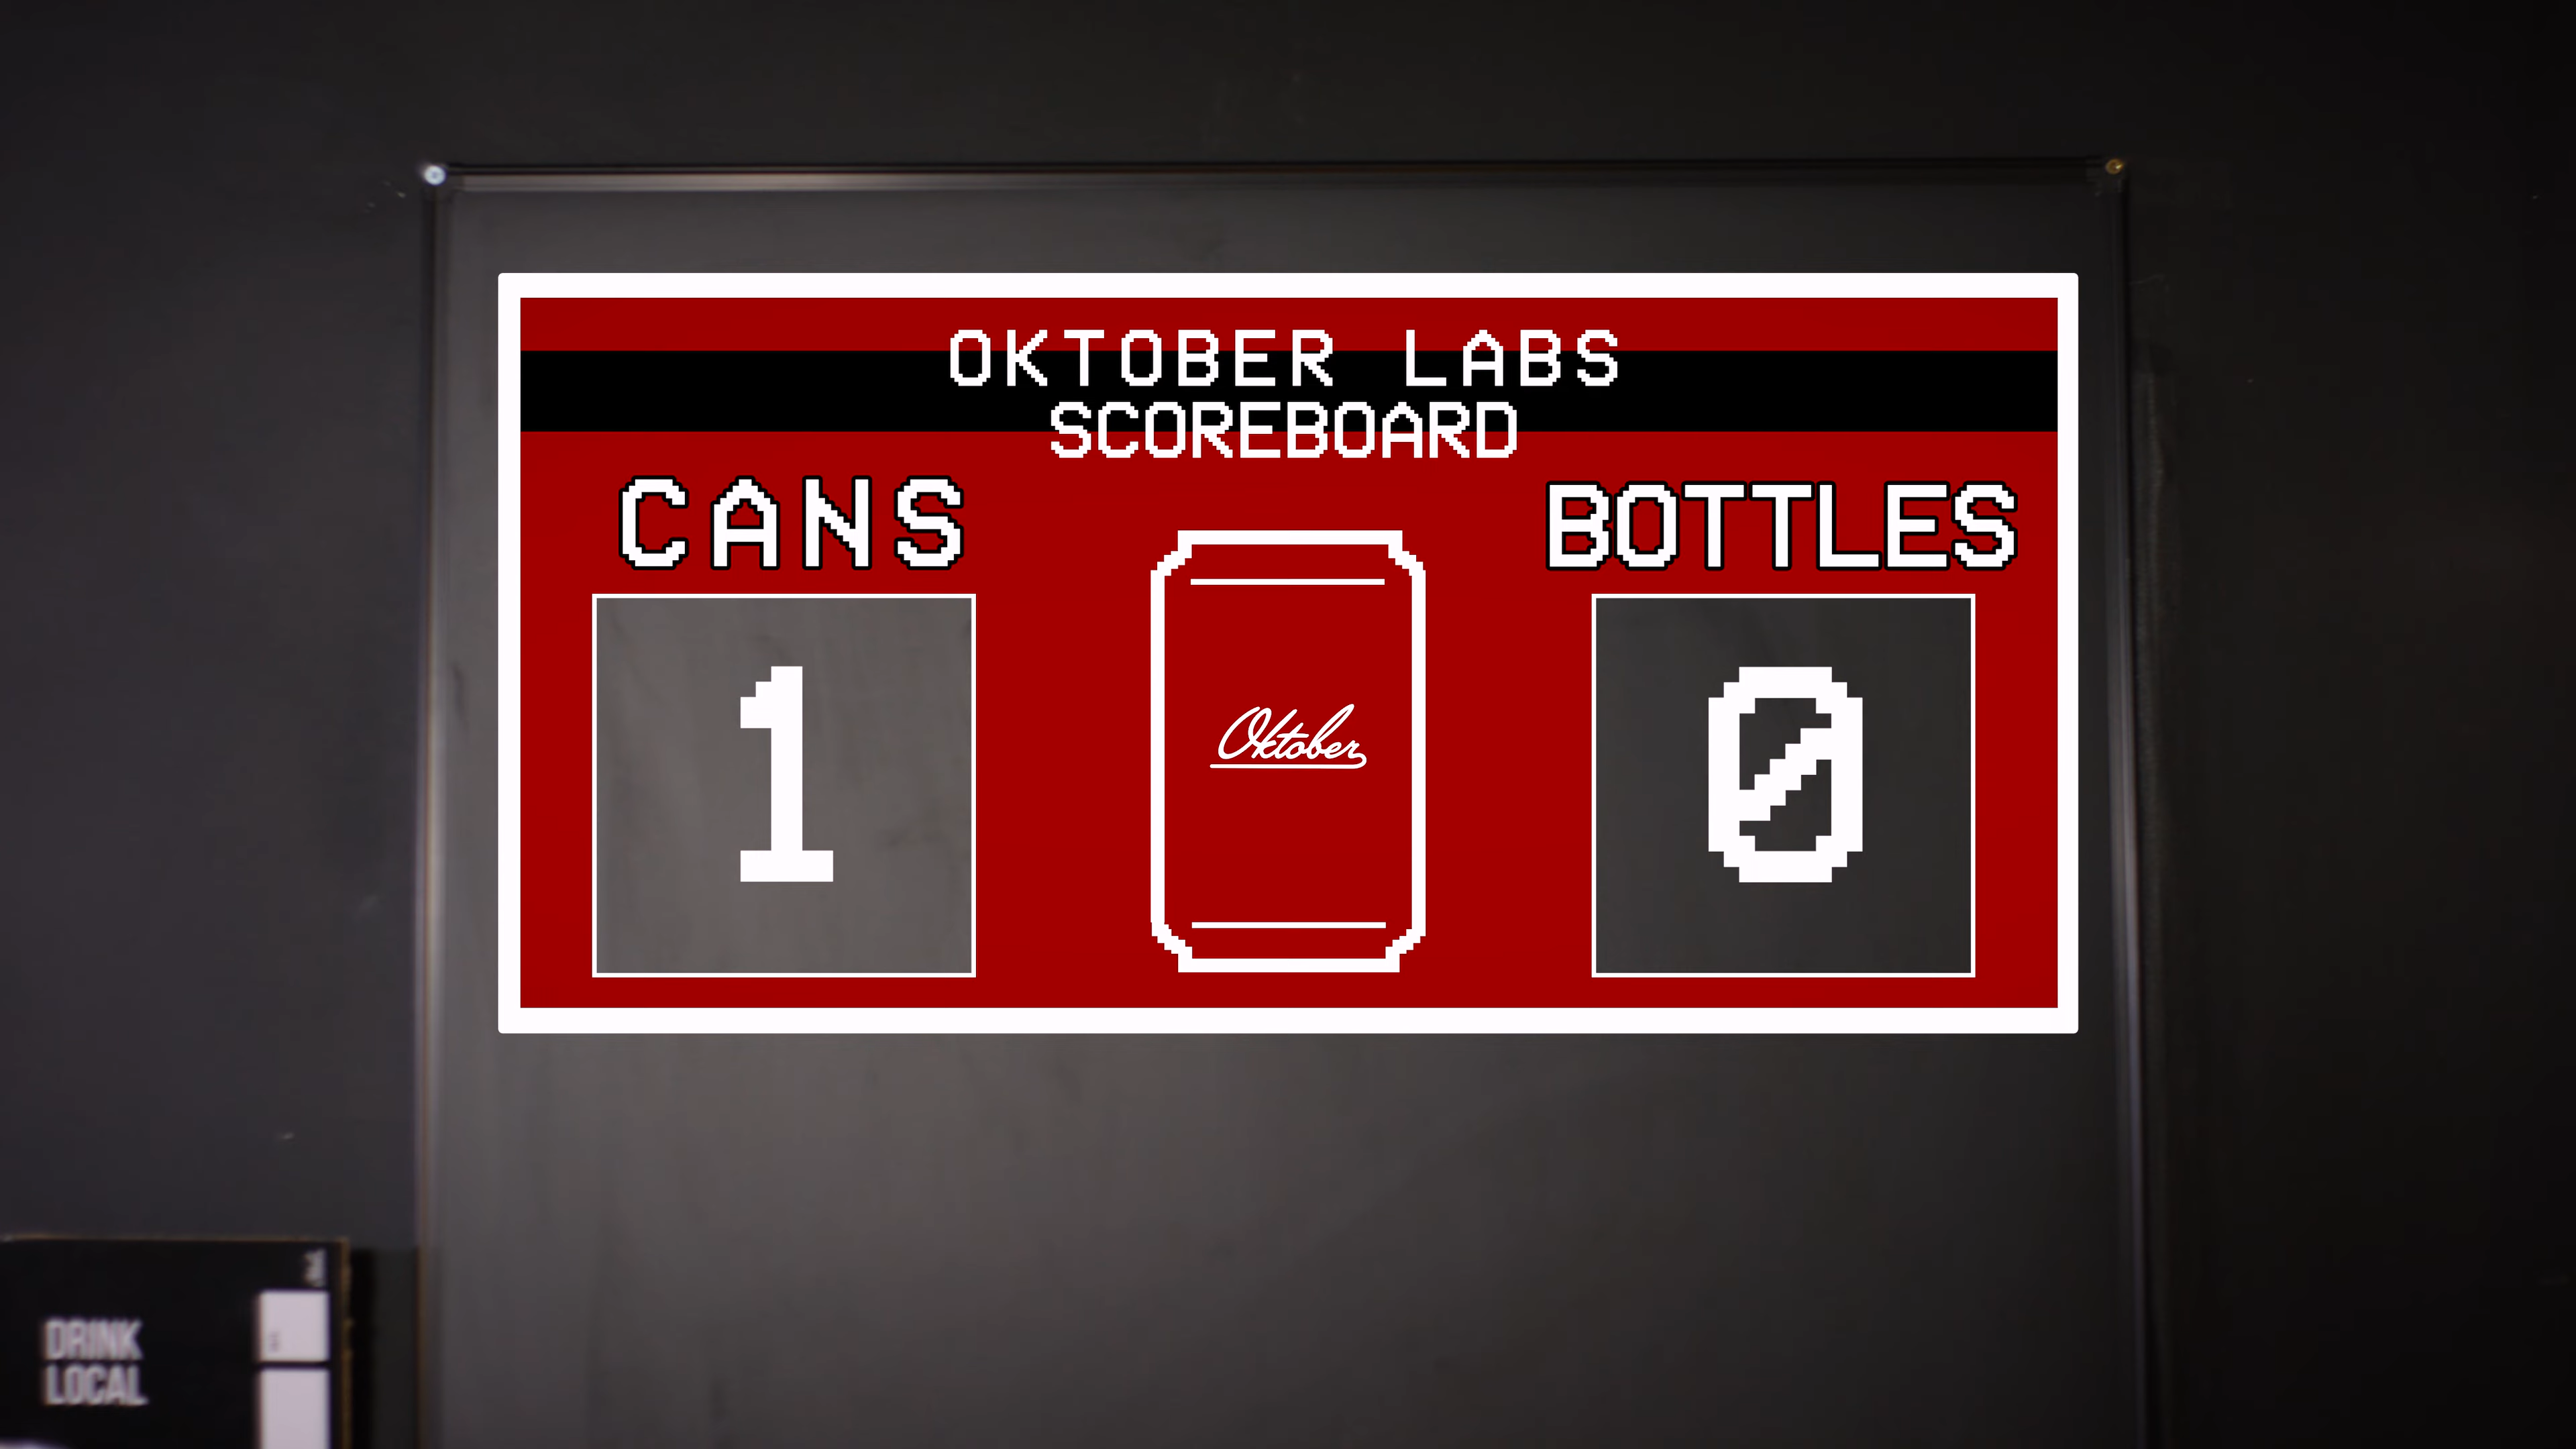 OKTOBER LABS
SCOREBOARD
CANS
BOTTLES
1
0
Oktober
DRINK
LOCAL